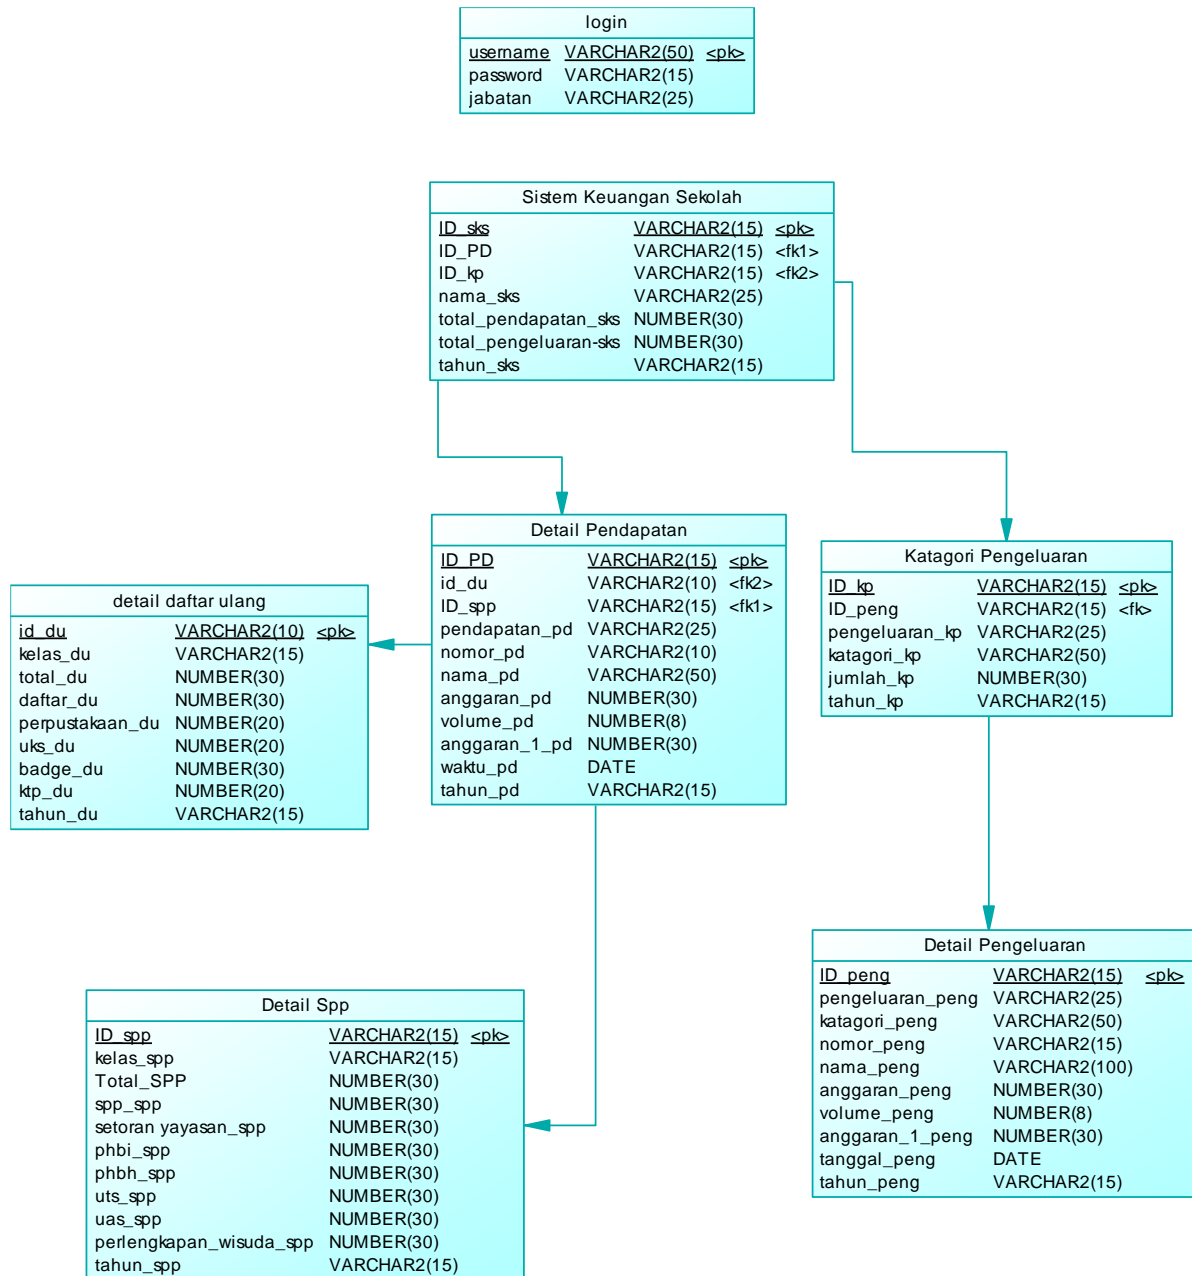 login
username VARCHAR2(50) <pk>
password VARCHAR2(15)
jabatan VARCHAR2(25)
Sistem Keuangan Sekolah
ID_sks VARCHAR2(15) <pk>
ID_PD VARCHAR2(15) <fk1>
ID_kp VARCHAR2(15) <fk2>
nama_sks VARCHAR2(25)
total_pendapatan_sks NUMBER(30)
total_pengeluaran-sks NUMBER(30)
tahun_sks VARCHAR2(15)
Detail Pendapatan
ID_PD VARCHAR2(15) <pk>
id_du VARCHAR2(10) <fk2>
ID_spp VARCHAR2(15) <fk1>
pendapatan_pd VARCHAR2(25)
nomor_pd VARCHAR2(10)
nama_pd VARCHAR2(50)
anggaran_pd NUMBER(30)
volume_pd NUMBER(8)
anggaran_1_pd NUMBER(30)
waktu_pd DATE
tahun_pd VARCHAR2(15)
Katagori Pengeluaran
ID_kp VARCHAR2(15) <pk>
ID_peng VARCHAR2(15) <fk>
pengeluaran_kp VARCHAR2(25)
katagori_kp VARCHAR2(50)
jumlah_kp NUMBER(30)
tahun_kp VARCHAR2(15)
detail daftar ulang
id_du VARCHAR2(10) <pk>
kelas_du VARCHAR2(15)
total_du NUMBER(30)
daftar_du NUMBER(30)
perpustakaan_du NUMBER(20)
uks_du NUMBER(20)
badge_du NUMBER(30)
ktp_du NUMBER(20)
tahun_du VARCHAR2(15)
Detail Pengeluaran
ID_peng VARCHAR2(15) <pk>
pengeluaran_peng VARCHAR2(25)
katagori_peng VARCHAR2(50)
nomor_peng VARCHAR2(15)
nama_peng VARCHAR2(100)
anggaran_peng NUMBER(30)
volume_peng NUMBER(8)
anggaran_1_peng NUMBER(30)
tanggal_peng DATE
tahun_peng VARCHAR2(15)
Detail Spp
ID_spp VARCHAR2(15) <pk>
kelas_spp VARCHAR2(15)
Total_SPP NUMBER(30)
spp_spp NUMBER(30)
setoran yayasan_spp NUMBER(30)
phbi_spp NUMBER(30)
phbh_spp NUMBER(30)
uts_spp NUMBER(30)
uas_spp NUMBER(30)
perlengkapan_wisuda_spp NUMBER(30)
tahun_spp VARCHAR2(15)